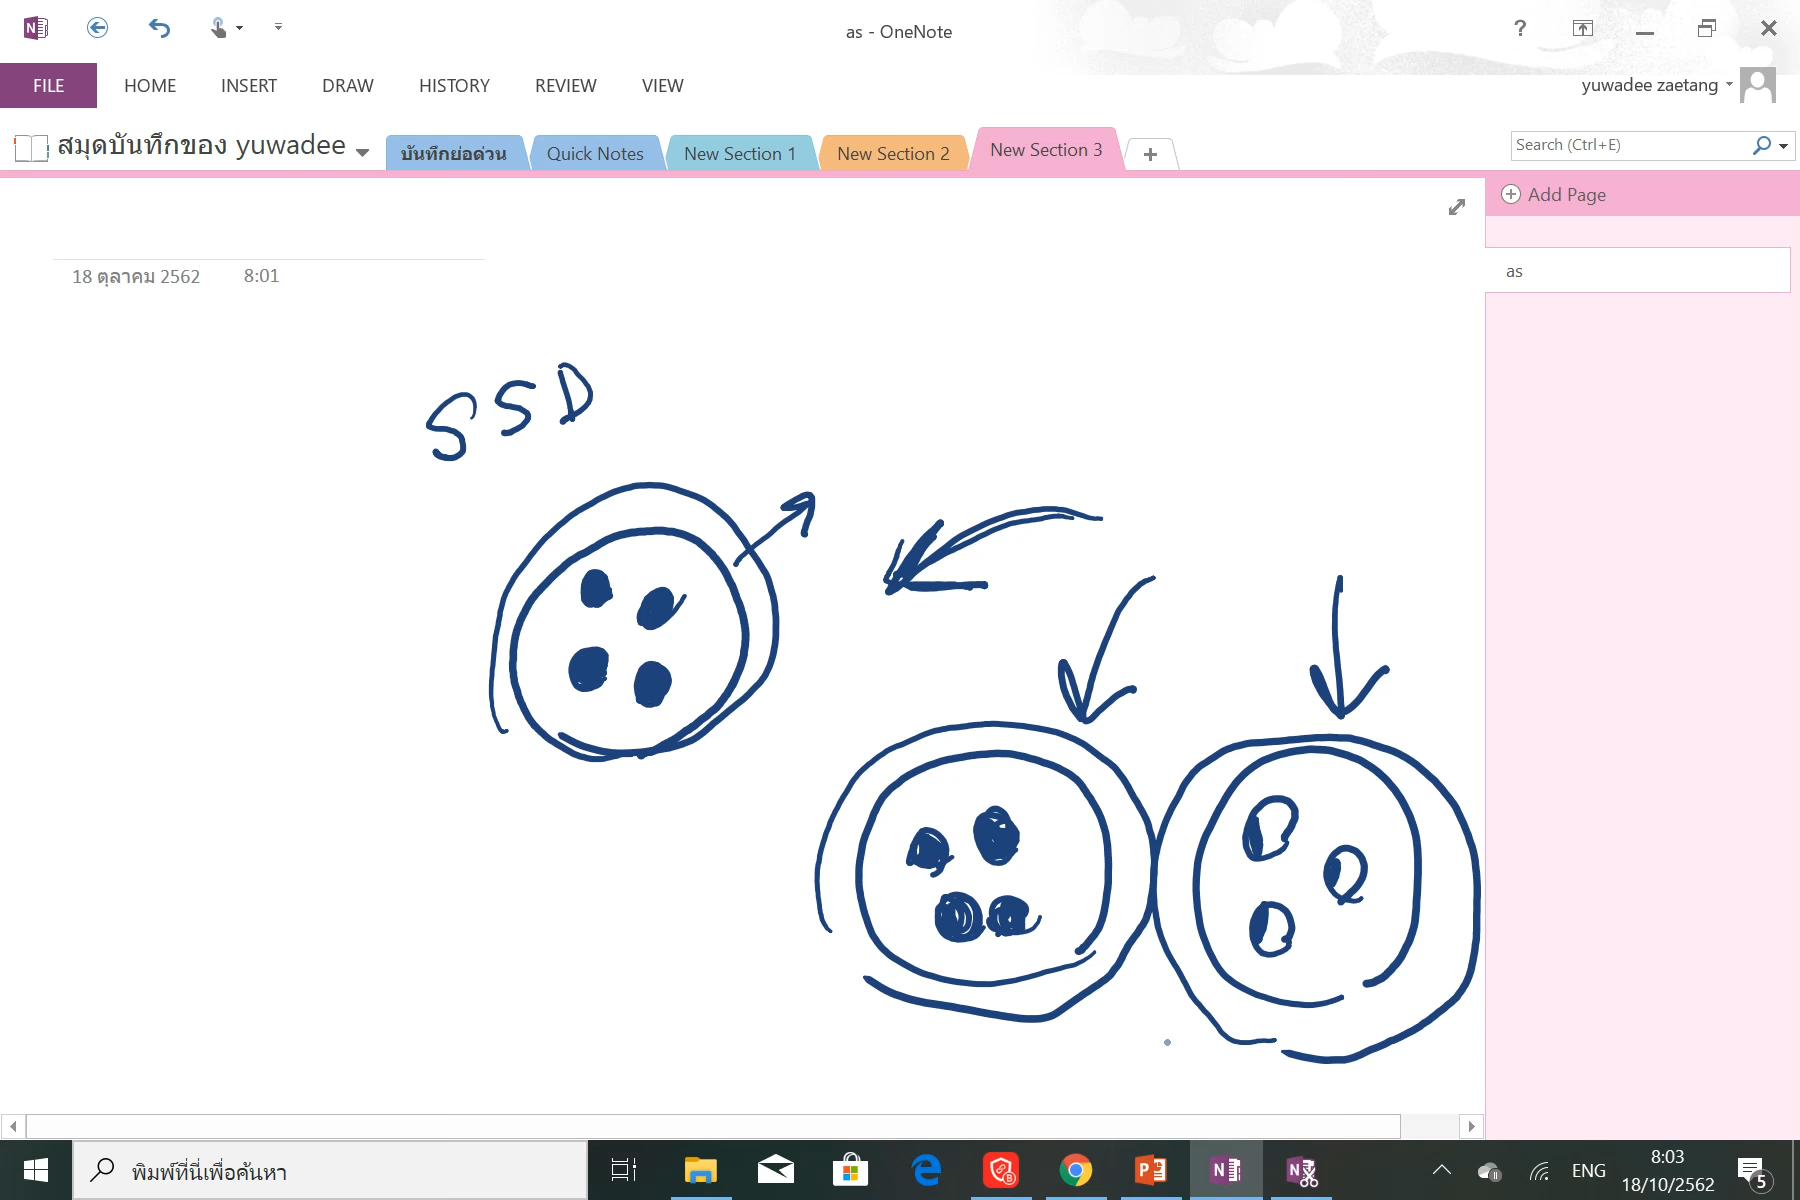 as - OneNote
FILE HOME INSERT DRAW HISTORY REVIEW VIEW
yuwadee zaetang
สมุดบันทึกของ yuwadee
บันทึกย่อด่วน Quick Notes New Section 1 New Section 2 New Section 3
Search (Ctrl+E)
Add Page
as
18 ตุลาคม 2562 8:01
SSD
พิมพ์ที่นี่เพื่อค้นหา
ENG
8:03
18/10/2562
5